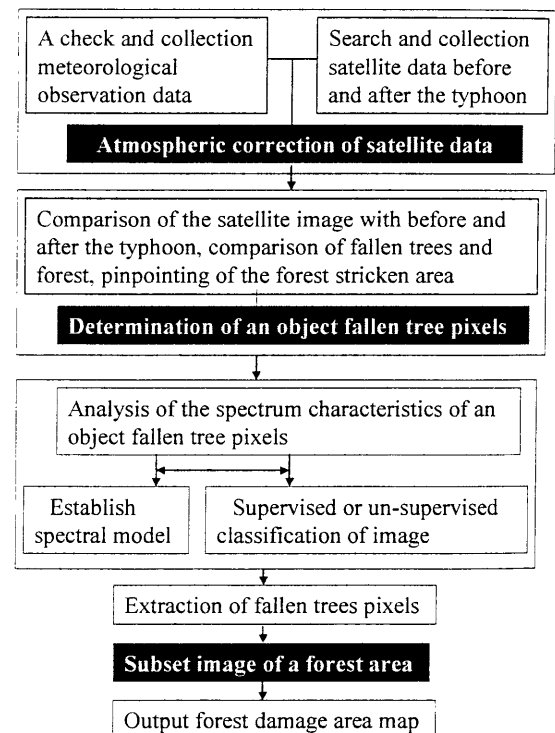 A check and collection
meteorological
observation data
Search and collection
satellite data before
and after the typhoon
Atmospheric correction of satellite data
Comparison of the satellite image with before and
after the typhoon, comparison of fallen trees and
forest, pinpointing of the forest stricken area
Determination of an object fallen tree pixels
Analysis of the spectrum characteristics of an
object fallen tree pixels
Establish
spectral model
Supervised or un-supervised
classification of image
Extraction of fallen trees pixels
Subset image of a forest area
Output forest damage area map